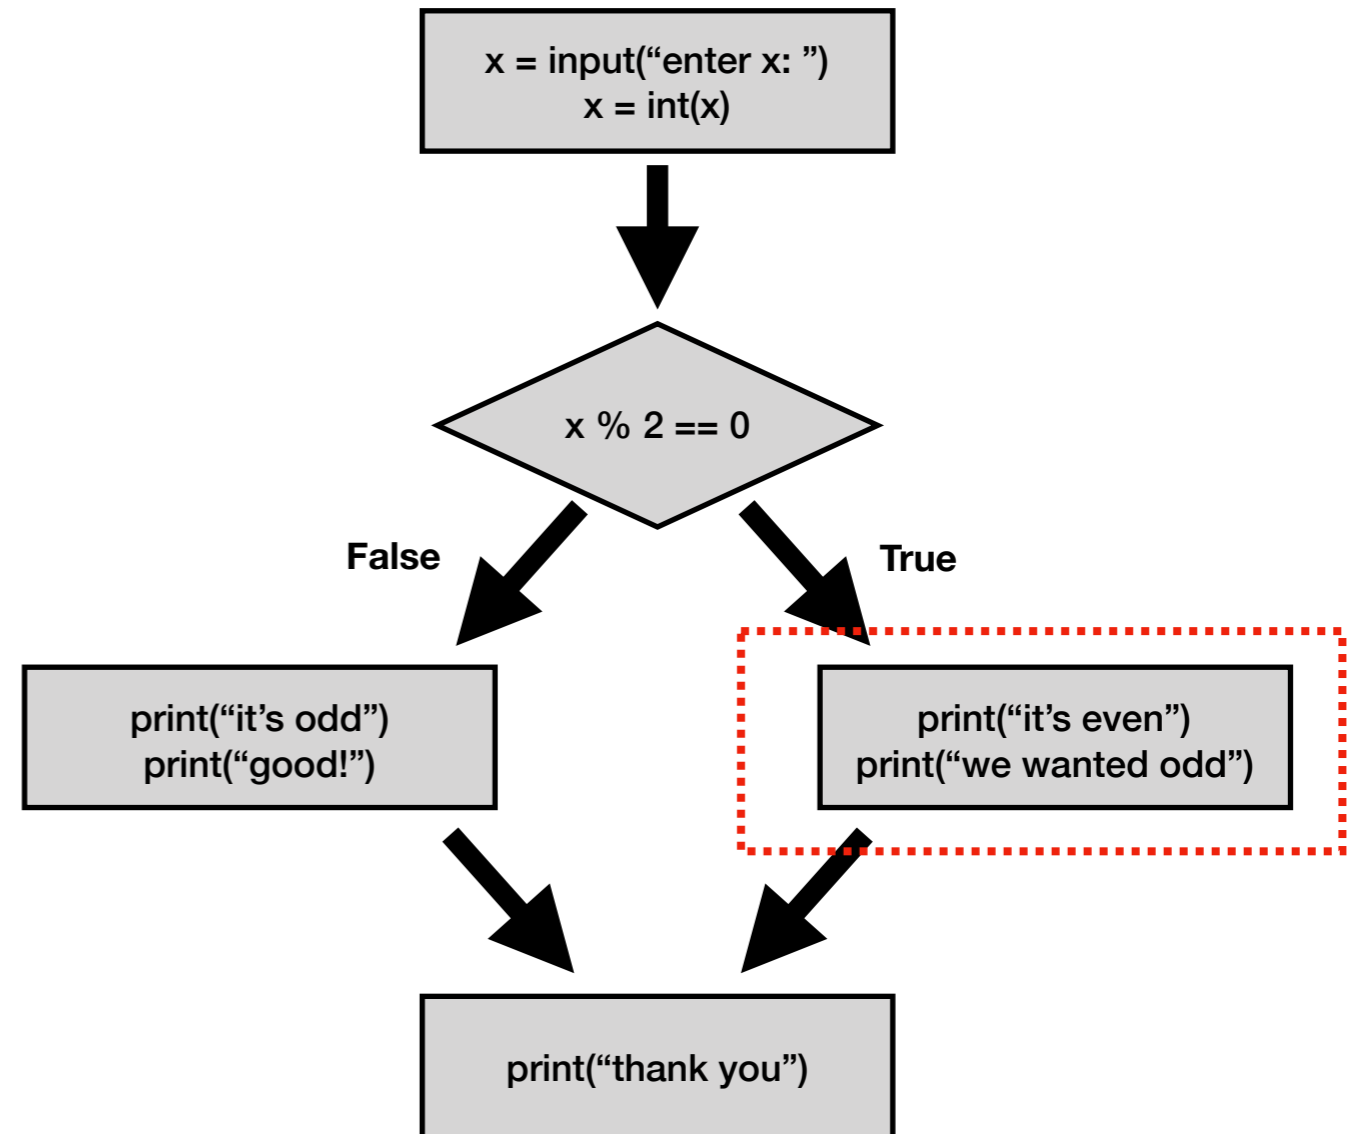 x = input(“enter x: ”)
x = int(x)
x % 2 == 0
False
True
print(“it’s odd”)
print(“good!”)
print(“it’s even”)
print(“we wanted odd”)
print(“thank you”)